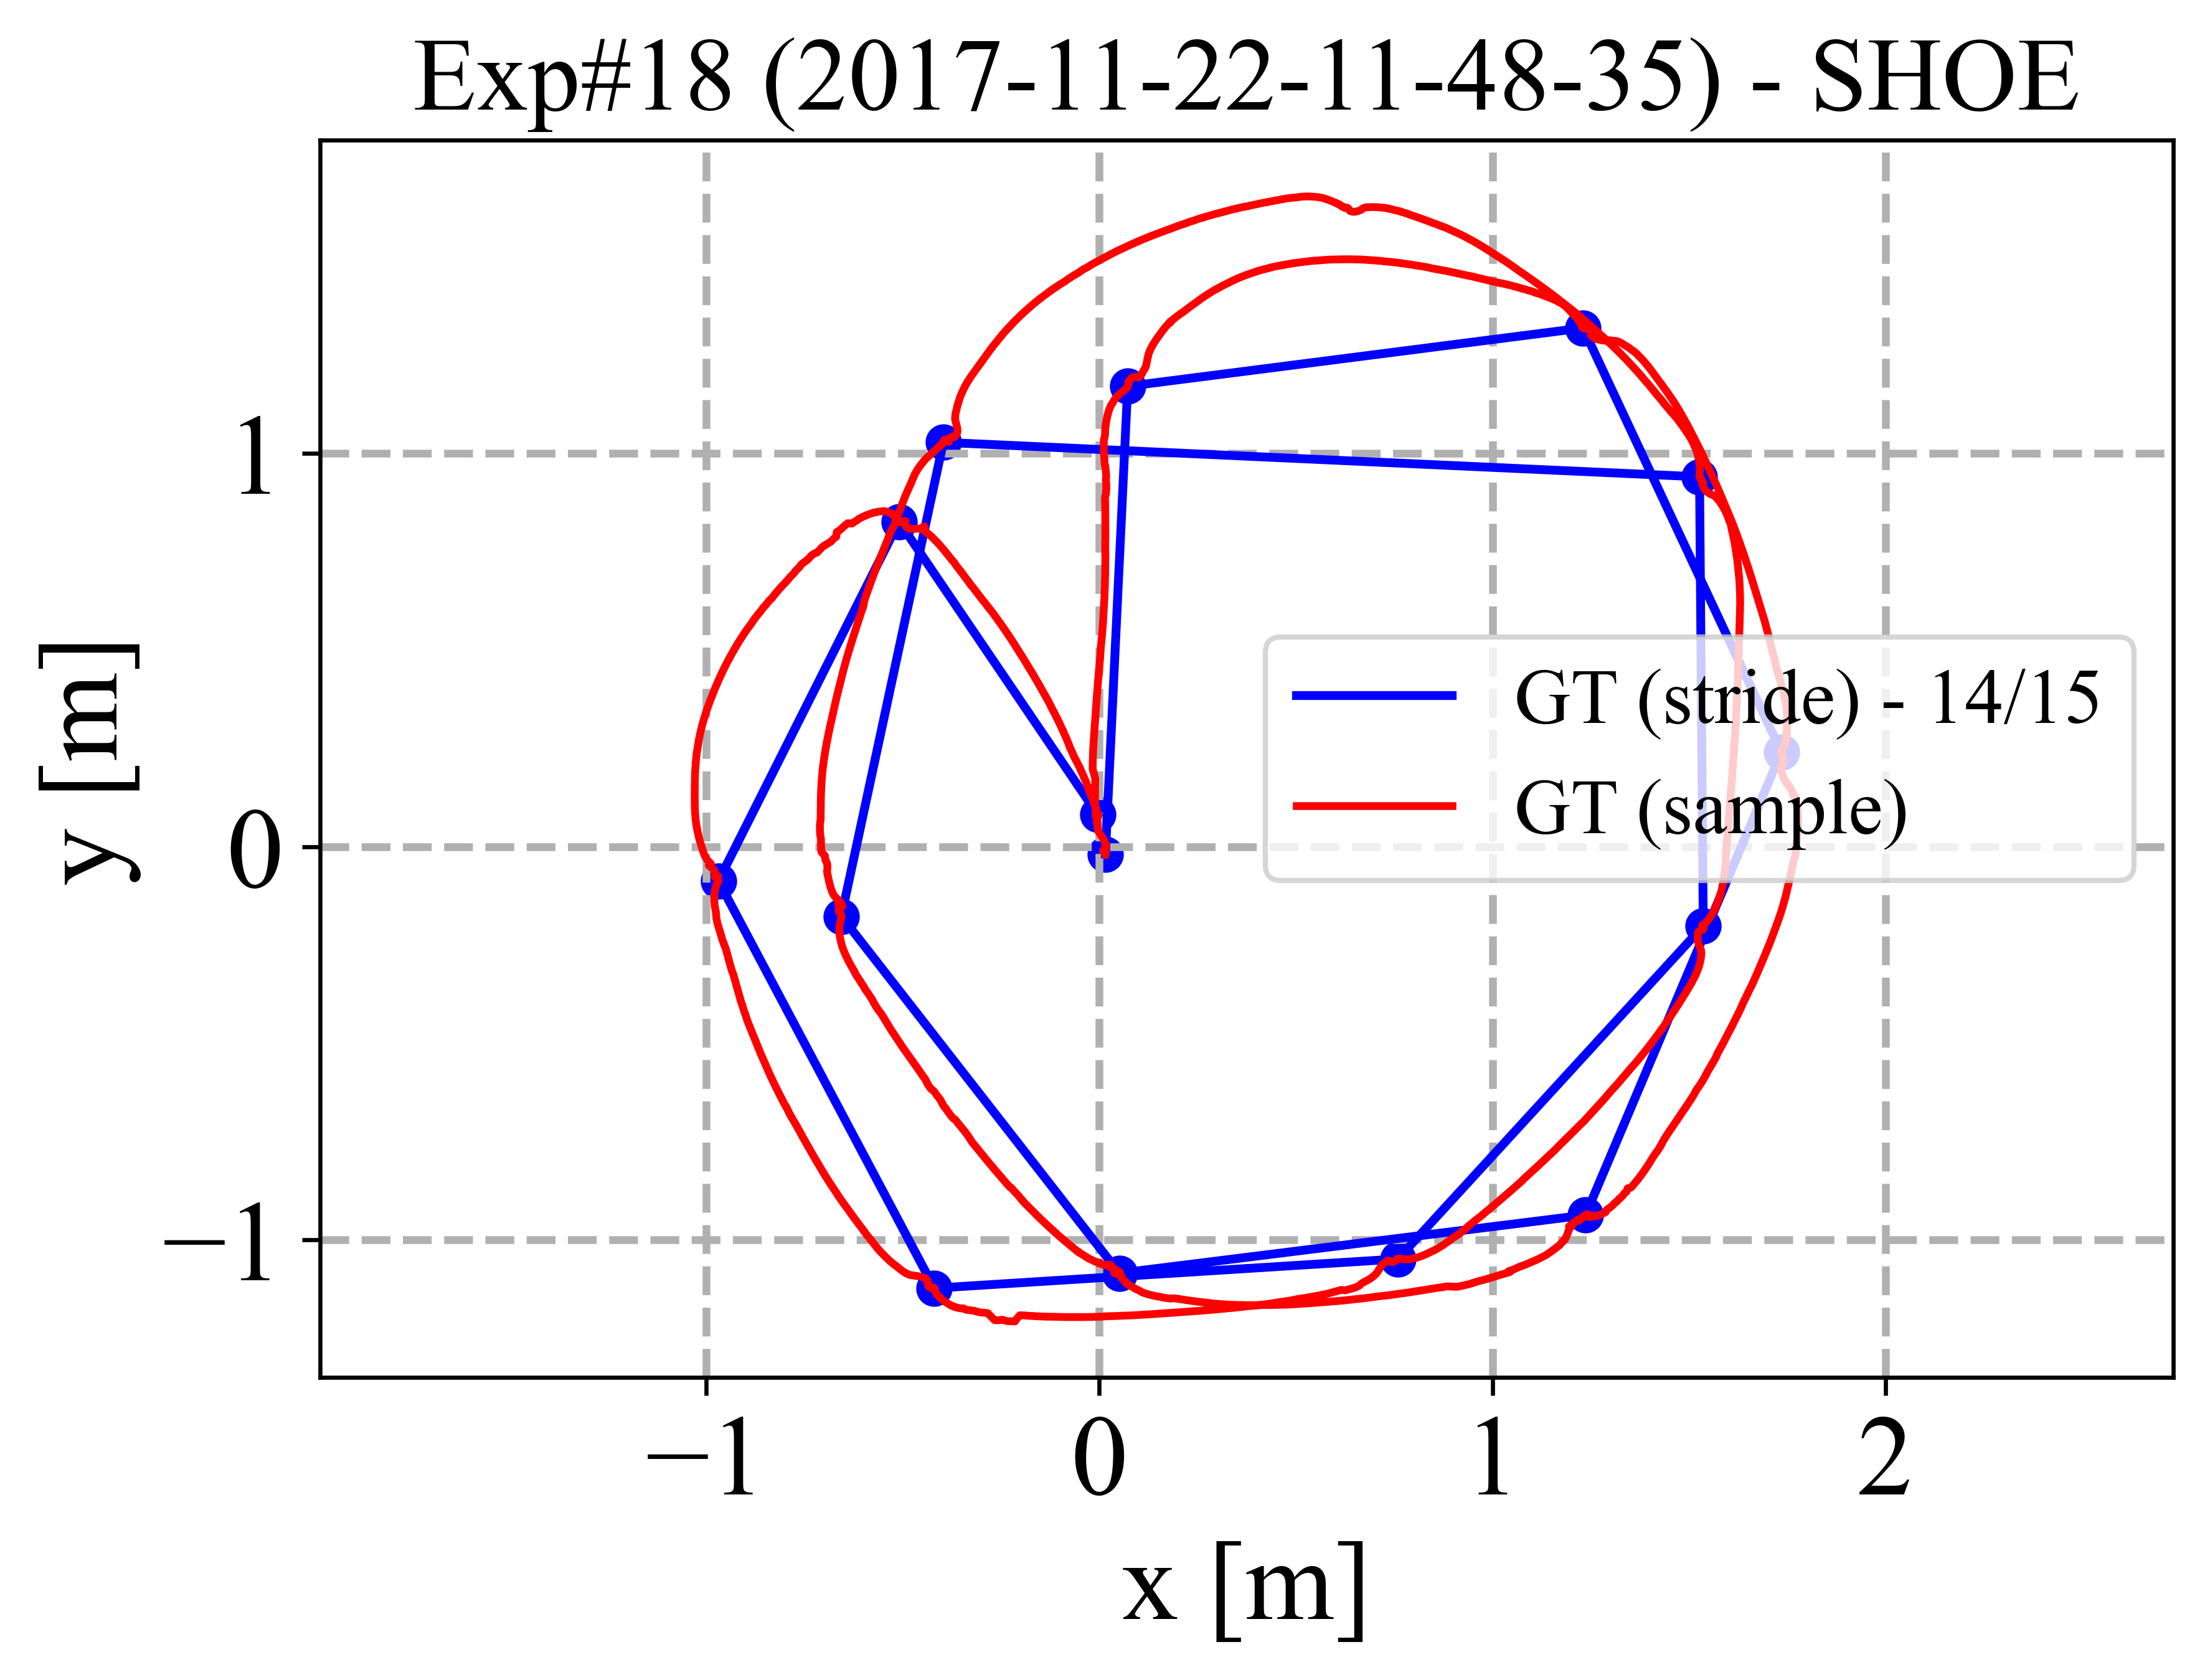 Exp#18 (2017-11-22-11-48-35) - SHOE
1
0
−1
y [m]
GT (stride) - 14/15
GT (sample)
−1 0 1 2
x [m]